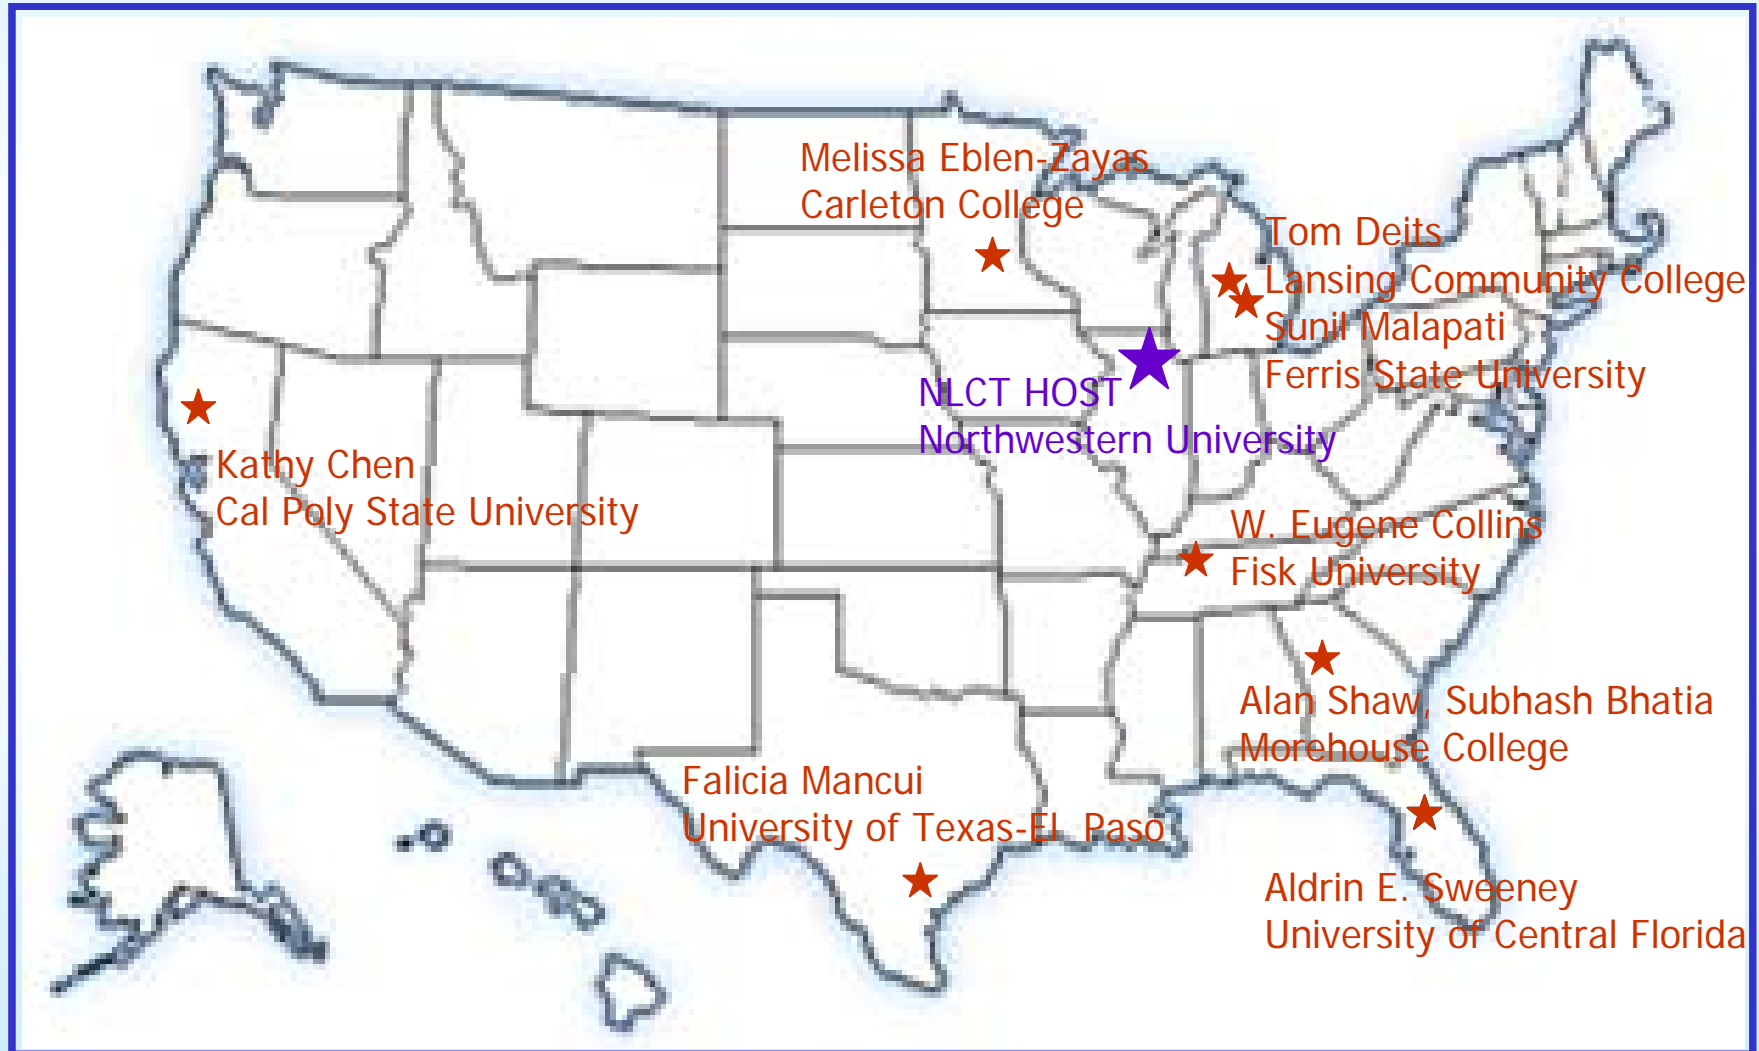 Melissa Eblen-Zayas
Carleton College
Tom Deits
Lansing Community College
Sunil Malapati
Ferris State University
NLCT HOST
Northwestern University
Kathy Chen
Cal Poly State University
W. Eugene Collins
Fisk University
Alan Shaw, Subhash Bhatia
Morehouse College
Falicia Mancui
University of Texas-EL Paso
Aldrin E. Sweeney
University of Central Florida